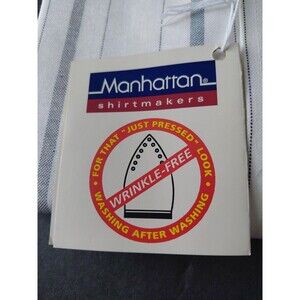 Manhattan®
shirtmakers
• FOR THAT "JUST PRESSED" LOOK •
WRINKLE-FREE
WASHING AFTER WASHING